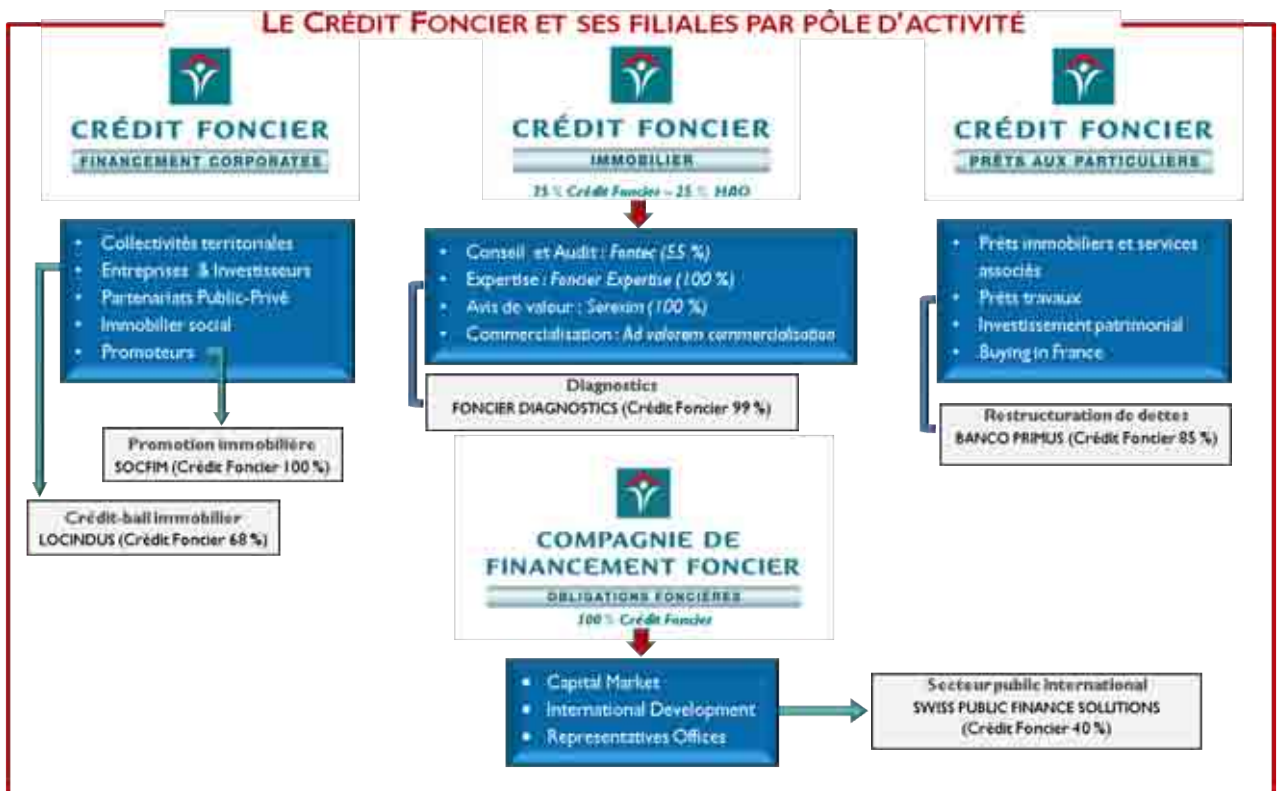 LE CRÉDIT FONCIER ET SES FILIALES PAR PÔLE D'ACTIVITÉ
CRÉDIT FONCIER
FINANCEMENT CORPORATES
Collectivités territoriales
Entreprises & Investisseurs
Partenariats Public-Privé
Immobilier social
Promoteurs
Promotion immobilière
SOCFIM (Crédit Foncier 100 %)
Crédit-bail immobilier
LOCINDUS (Crédit Foncier 68 %)
CRÉDIT FONCIER
IMMOBILIER
75 % Crédit Foncier – 25 %
Conseil et Audit : Fontec (55 %)
Expertise : Foncier Expertise (100 %)
Avis de valeur : Serexim (100 %)
Commercialisation : Ad valorem commercialisation
Diagnostics
FONCIER DIAGNOSTICS (Crédit Foncier 99 %)
CRÉDIT FONCIER
PRÊTS AUX PARTICULIERS
Prêts immobiliers et services
associés
Prêts travaux
Investissement patrimonial
Buying in France
Restructuration de dettes
BANCO PRIMUS (Crédit Foncier 85 %)
COMPAGNIE DE
FINANCEMENT FONCIER
OBLIGATIONS FONCIÈRES
100 % Crédit Foncier
Capital Market
International Development
Representatives Offices
Secteur public international
SWISS PUBLIC FINANCE SOLUTIONS
(Crédit Foncier 40 %)